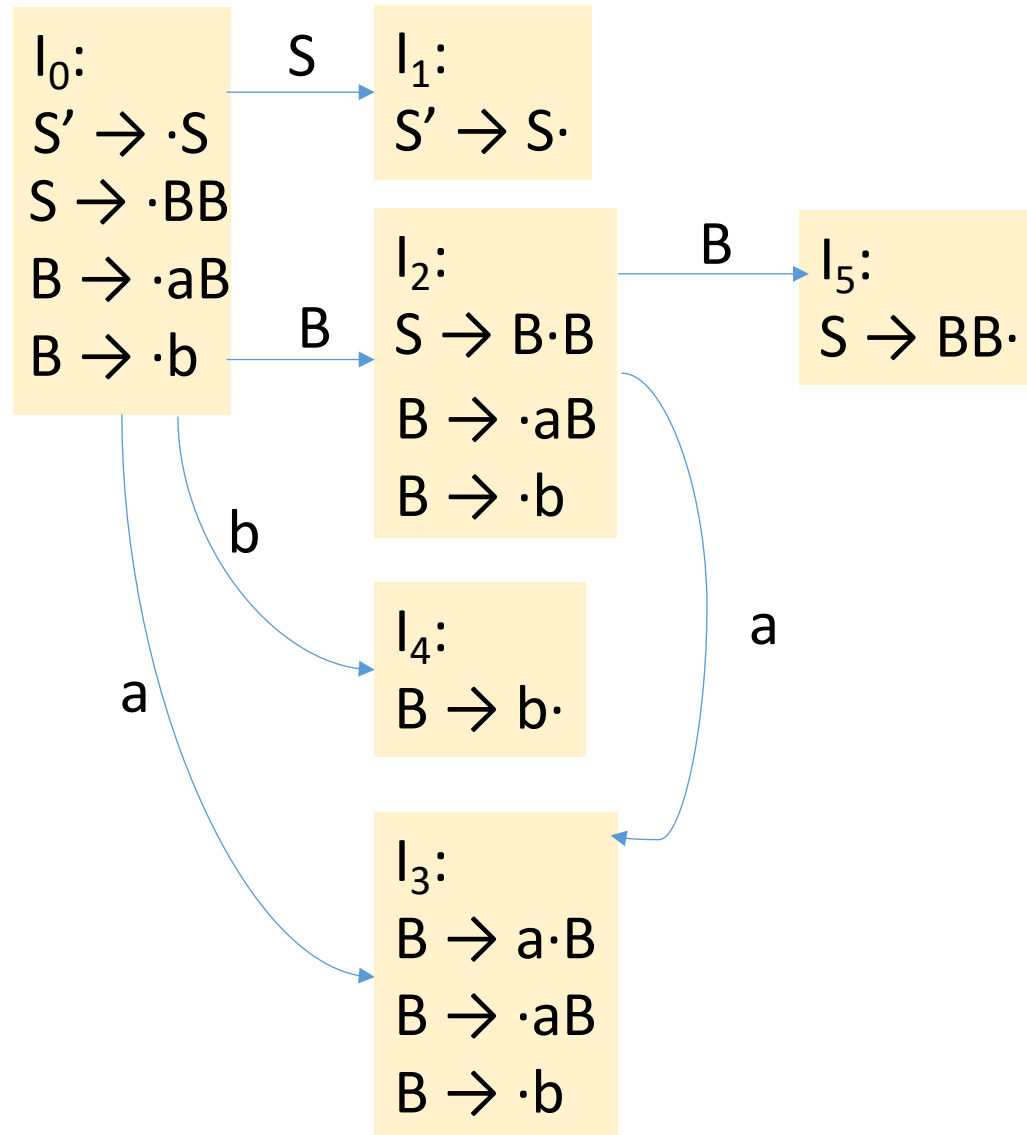 I₀:
S’ → ·S
S → ·BB
B → ·aB
B → ·b
S
I₁:
S’ → S·
B
I₂:
S → B·B
B → ·aB
B → ·b
B
I₅:
S → BB·
b
I₄:
B → b·
a
a
I₃:
B → a·B
B → ·aB
B → ·b